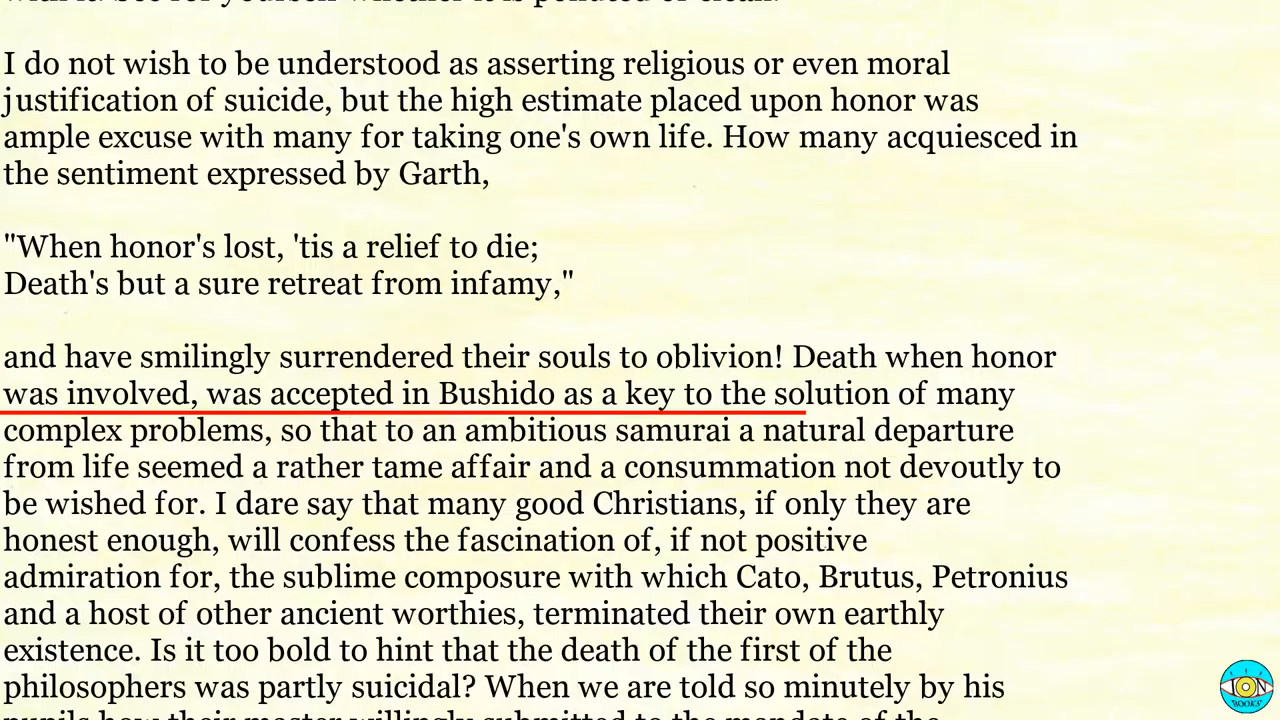 I do not wish to be understood as asserting religious or even moral
justification of suicide, but the high estimate placed upon honor was
ample excuse with many for taking one's own life. How many acquiesced in
the sentiment expressed by Garth,
"When honor's lost, 'tis a relief to die;
Death's but a sure retreat from infamy,"
and have smilingly surrendered their souls to oblivion! Death when honor
was involved, was accepted in Bushido as a key to the solution of many
complex problems, so that to an ambitious samurai a natural departure
from life seemed a rather tame affair and a consummation not devoutly to
be wished for. I dare say that many good Christians, if only they are
honest enough, will confess the fascination of, if not positive
admiration for, the sublime composure with which Cato, Brutus, Petronius
and a host of other ancient worthies, terminated their own earthly
existence. Is it too bold to hint that the death of the first of the
philosophers was partly suicidal? When we are told so minutely by his
ION
BOOKS